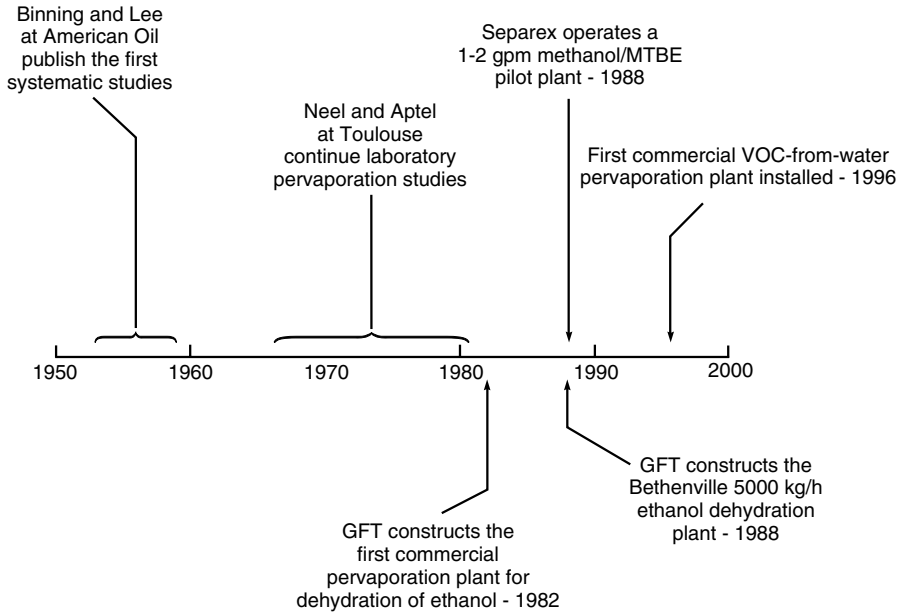 Binning and Lee
at American Oil
publish the first
systematic studies
Neel and Aptel
at Toulouse
continue laboratory
pervaporation studies
Separex operates a
1-2 gpm methanol/MTBE
pilot plant - 1988
First commercial VOC-from-water
pervaporation plant installed - 1996
1950 1960 1970 1980 1990 2000
GFT constructs the
first commercial
pervaporation plant for
dehydration of ethanol - 1982
GFT constructs the
Bethenville 5000 kg/h
ethanol dehydration
plant - 1988